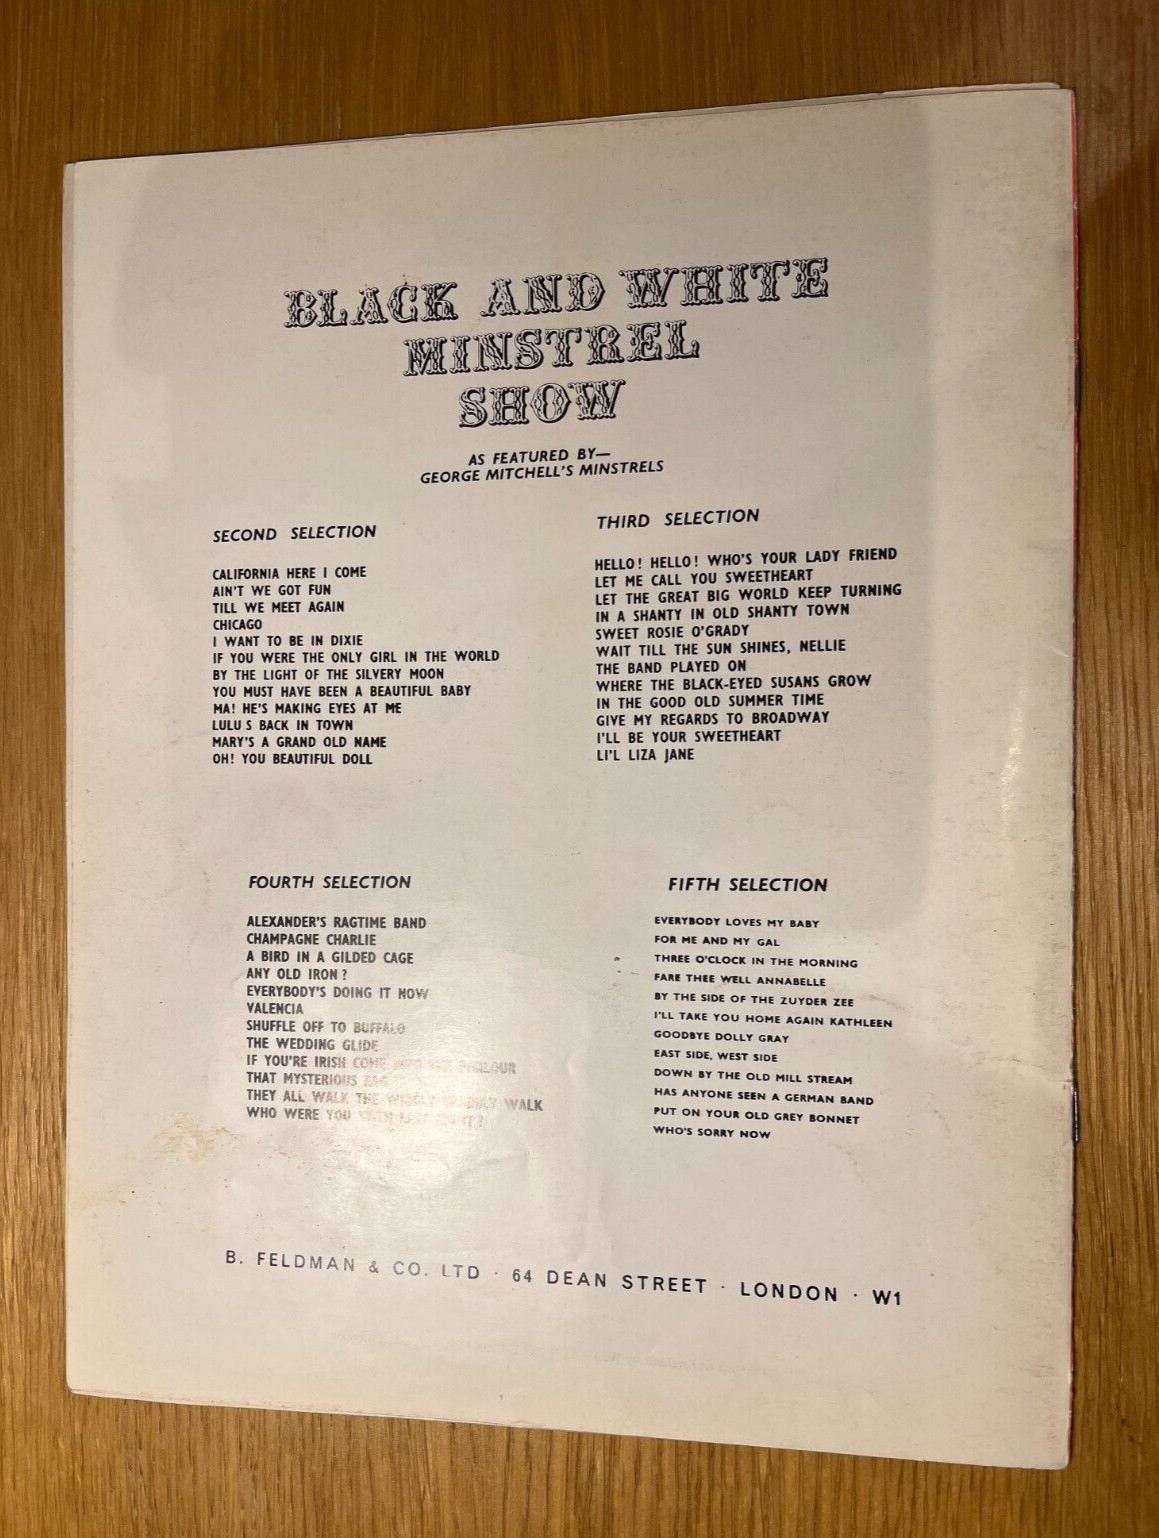 BLACK AND WHITE
MINSTREL
SHOW
AS FEATURED BY—
GEORGE MITCHELL'S MINSTRELS
SECOND SELECTION
CALIFORNIA HERE I COME
AIN'T WE GOT FUN
TILL WE MEET AGAIN
CHICAGO
I WANT TO BE IN DIXIE
IF YOU WERE THE ONLY GIRL IN THE WORLD
BY THE LIGHT OF THE SILVERY MOON
YOU MUST HAVE BEEN A BEAUTIFUL BABY
MA! HE'S MAKING EYES AT ME
LULU S BACK IN TOWN
MARY'S A GRAND OLD NAME
OH! YOU BEAUTIFUL DOLL
THIRD SELECTION
HELLO! HELLO! WHO'S YOUR LADY FRIEND
LET ME CALL YOU SWEETHEART
LET THE GREAT BIG WORLD KEEP TURNING
IN A SHANTY IN OLD SHANTY TOWN
SWEET ROSIE O'GRADY
WAIT TILL THE SUN SHINES, NELLIE
THE BAND PLAYED ON
WHERE THE BLACK-EYED SUSANS GROW
IN THE GOOD OLD SUMMER TIME
GIVE MY REGARDS TO BROADWAY
I'LL BE YOUR SWEETHEART
LI'L LIZA JANE
FOURTH SELECTION
ALEXANDER'S RAGTIME BAND
CHAMPAGNE CHARLIE
A BIRD IN A GILDED CAGE
ANY OLD IRON?
EVERYBODY'S DOING IT NOW
VALENCIA
SHUFFLE OFF TO BUFFALO
THE WEDDING GLIDE
IF YOU'RE IRISH COME INTO THE PARLOUR
THAT MYSTERIOUS RAG
THEY ALL WALK THE WIBBLY WOBBLY WALK
WHO WERE YOU WITH LAST NIGHT?
FIFTH SELECTION
EVERYBODY LOVES MY BABY
FOR ME AND MY GAL
THREE O'CLOCK IN THE MORNING
FARE THEE WELL ANNABELLE
BY THE SIDE OF THE ZUYDER ZEE
I'LL TAKE YOU HOME AGAIN KATHLEEN
GOODBYE DOLLY GRAY
EAST SIDE, WEST SIDE
DOWN BY THE OLD MILL STREAM
HAS ANYONE SEEN A GERMAN BAND
PUT ON YOUR OLD GREY BONNET
WHO'S SORRY NOW
B. FELDMAN & CO. LTD · 64 DEAN STREET · LONDON · W1